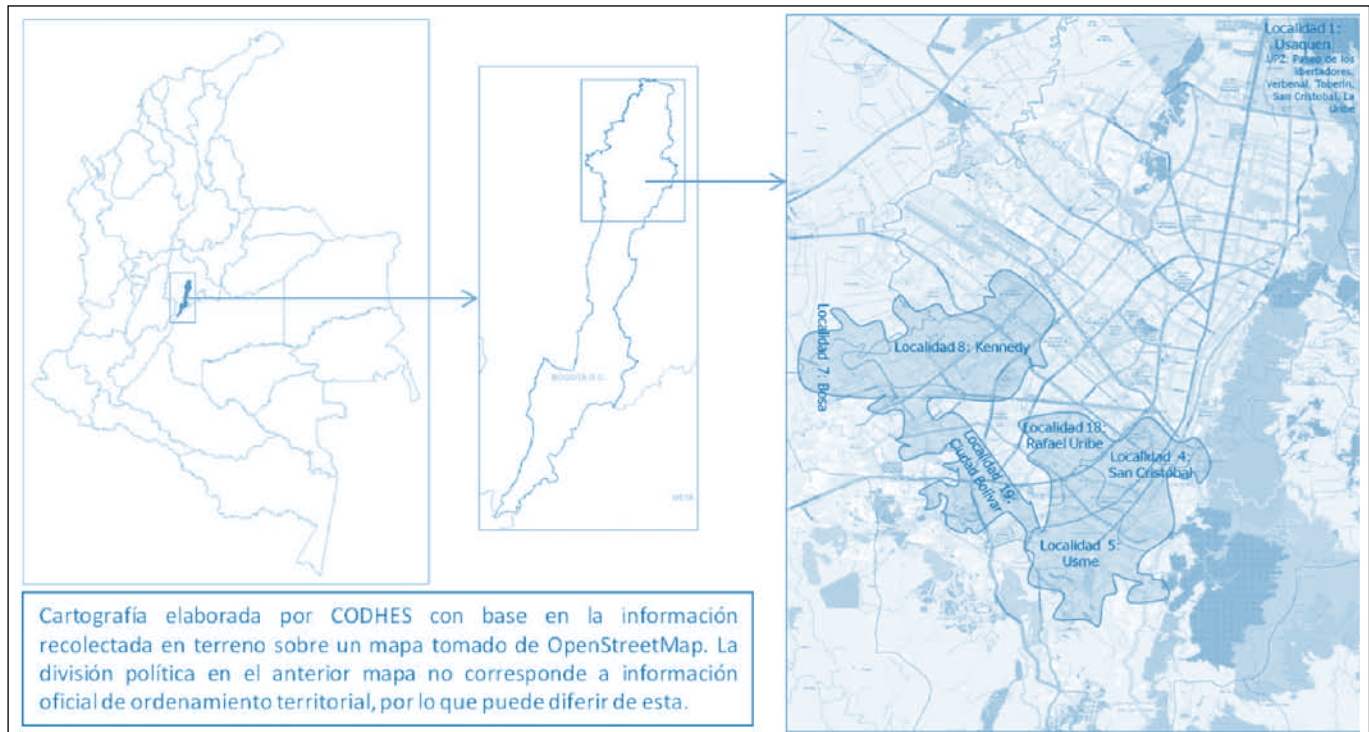 Localidad 1:
Usaquen
UPZ: Paseo de los
libertadores,
Verbenal, Toberin,
San Cristobal, La
Uribe
Localidad 8: Kennedy
Localidad 7: Bosa
Localidad 18:
Rafael Uribe
Localidad 4:
San Cristóbal
Localidad 19:
Ciudad Bolívar
Localidad 5:
Usme
BOGOTA D.C.
META
Cartografía elaborada por CODHES con base en la información
recolectada en terreno sobre un mapa tomado de OpenStreetMap. La
división política en el anterior mapa no corresponde a información
oficial de ordenamiento territorial, por lo que puede diferir de esta.